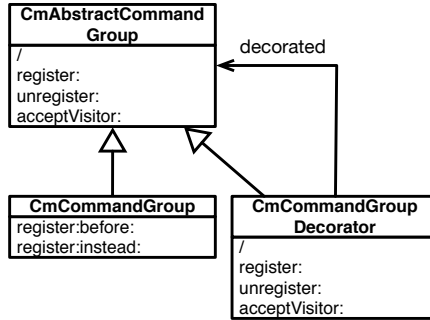 CmAbstractCommand
Group
/
register:
unregister:
acceptVisitor:
decorated
CmCommandGroup
register:before:
register:instead:
CmCommandGroup
Decorator
/
register:
unregister:
acceptVisitor: